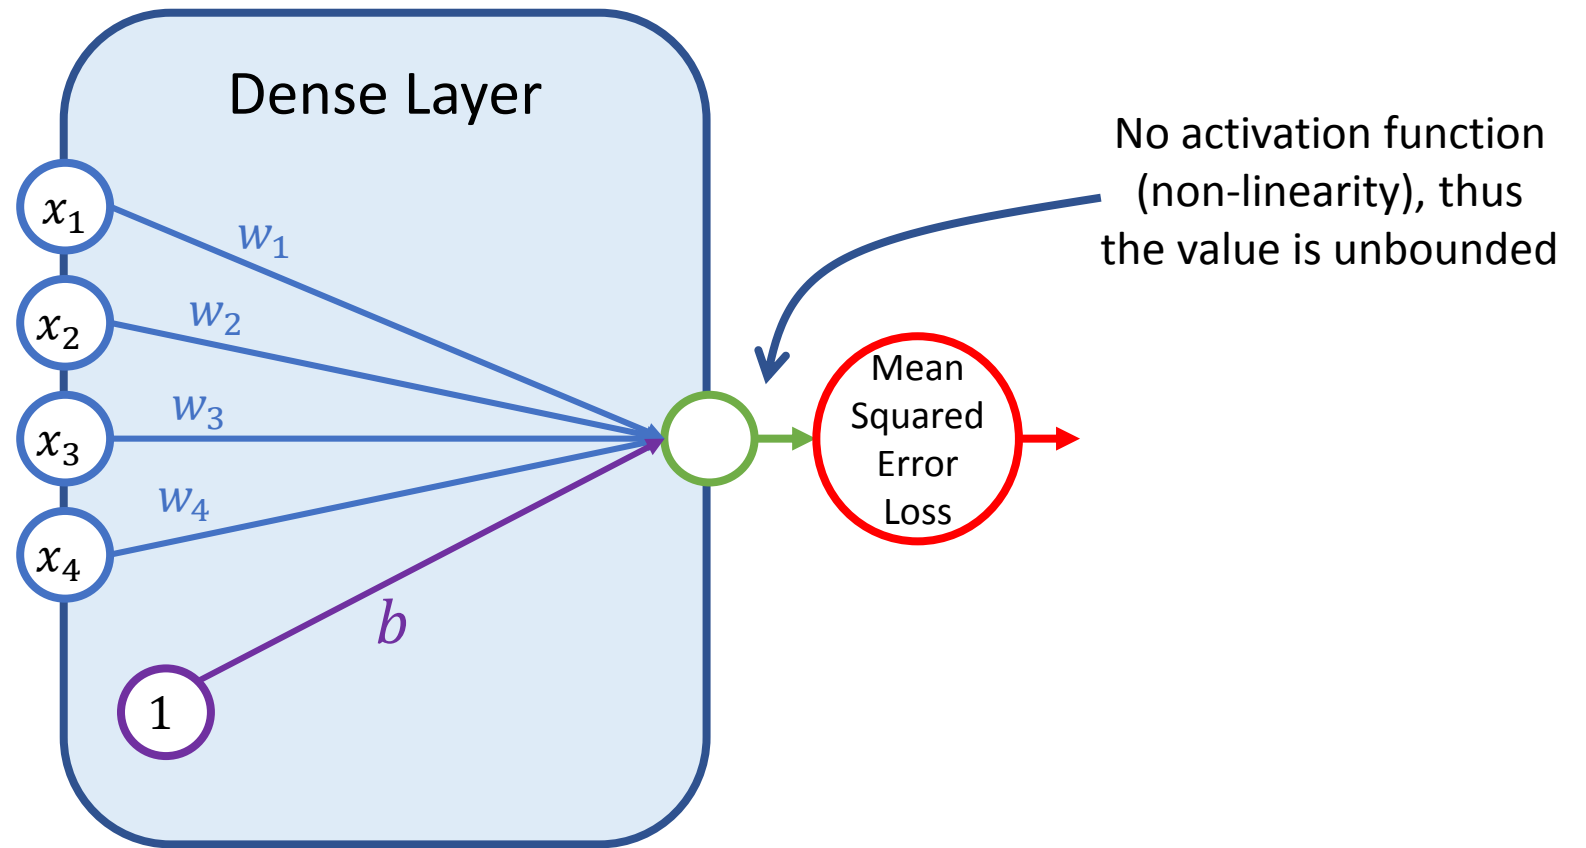 Dense Layer
No activation function
(non-linearity), thus
the value is unbounded
x₁
w₁
x₂
w₂
x₃
w₃
x₄
w₄
Mean
Squared
Error
Loss
b
1